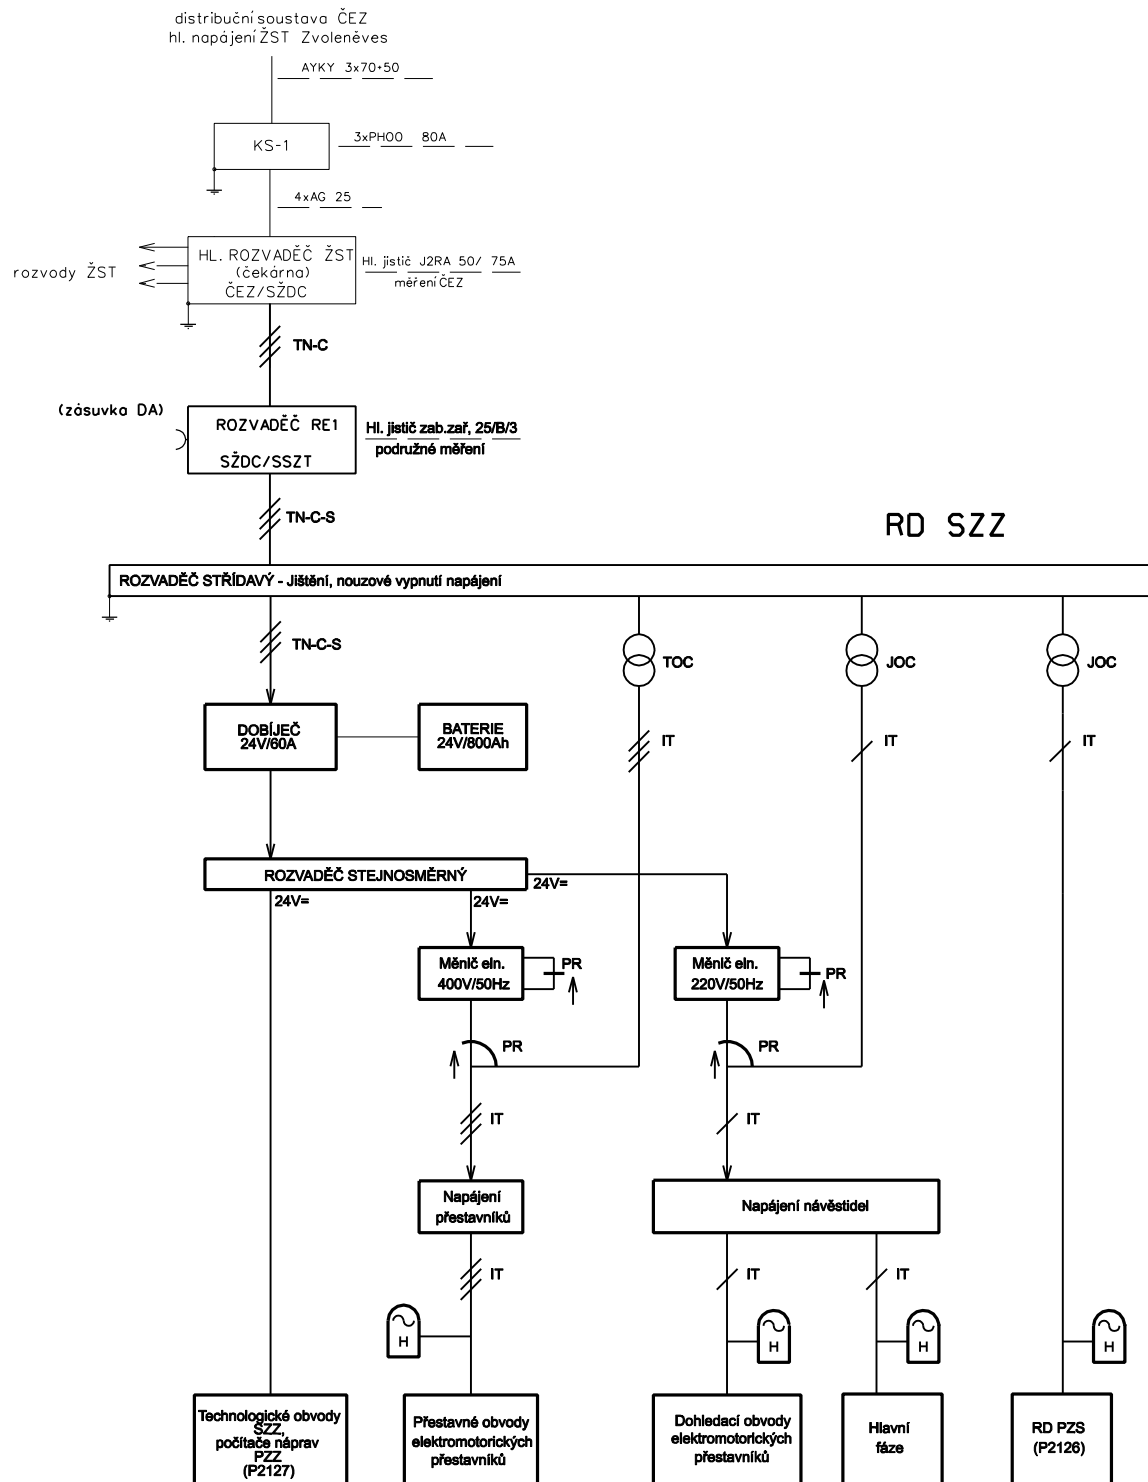 distribuční soustava ČEZ
hl. napájení ŽST Zvoleněves
AYKY 3x70+50
KS-1
3xPHOO 80A
4xAG 25
HL. ROZVADĚČ ŽST
(čekárna)
ČEZ/SŽDC
rozvody ŽST
Hl. jistič J2RA 50/ 75A
měření ČEZ
TN-C
(zásuvka DA)
ROZVADĚČ RE1
SŽDC/SSZT
Hl. jistič zab.zař, 25/B/3
podružné měření
TN-C-S
RD SZZ
ROZVADĚČ STŘÍDAVÝ - Jištění, nouzové vypnutí napájení
TN-C-S
TOC
JOC
JOC
DOBÍJEČ
24V/60A
BATERIE
24V/800Ah
IT
IT
IT
ROZVADĚČ STEJNOSMĚRNÝ
24V=
24V=
24V=
Měnič eln.
400V/50Hz
PR
Měnič eln.
220V/50Hz
PR
PR
PR
IT
IT
Napájení
přestavníků
Napájení návěstidel
IT
IT
IT
H
H
H
H
Technologické obvody
SZZ,
počítače náprav
PZZ
(P2127)
Přestavné obvody
elektromotorických
přestavníků
Dohledací obvody
elektromotorických
přestavníků
Hlavní
fáze
RD PZS
(P2126)